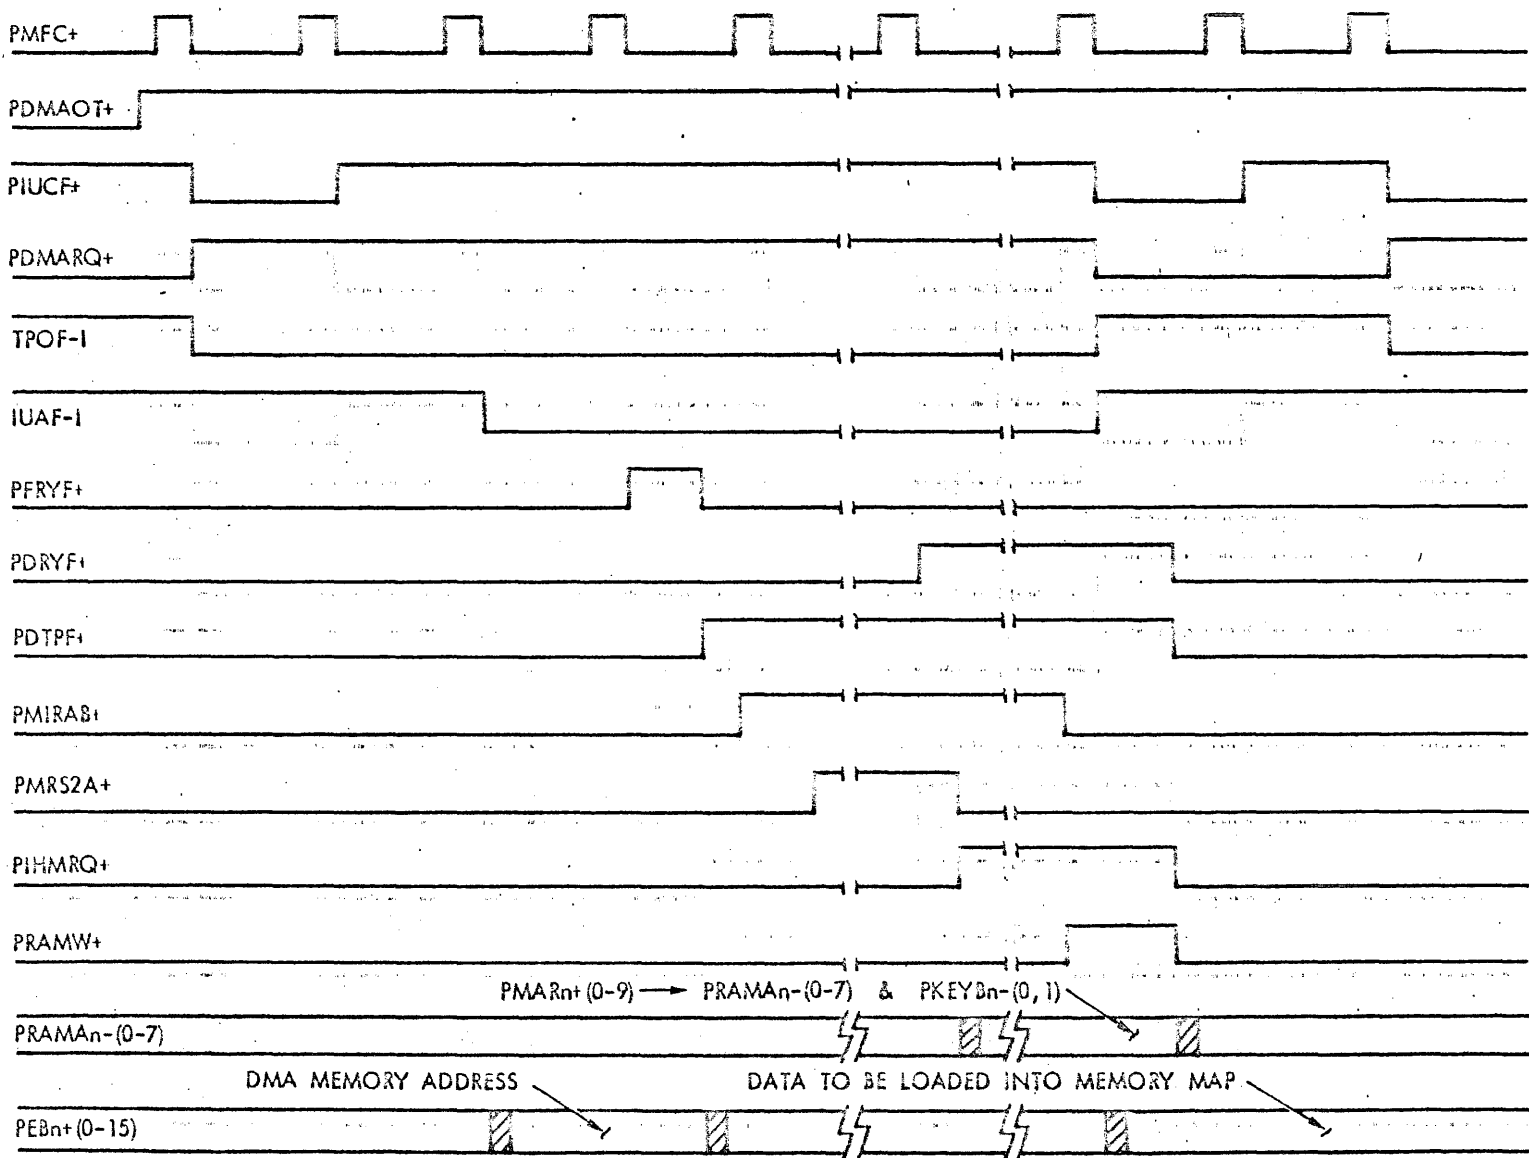 PMFC+
PDMAOT+
PIUCF+
PDMARQ+
TPOF-I
IUAF-I
PFRYF+
PDRYF+
PDTPF+
PMIRAB+
PMRS2A+
PIHMRQ+
PRAMW+
PMARn+(0-9) → PRAMAn-(0-7) & PKEYBn-(0,1)
PRAMAn-(0-7)
DMA MEMORY ADDRESS DATA TO BE LOADED INTO MEMORY MAP
PEBn+(0-15)